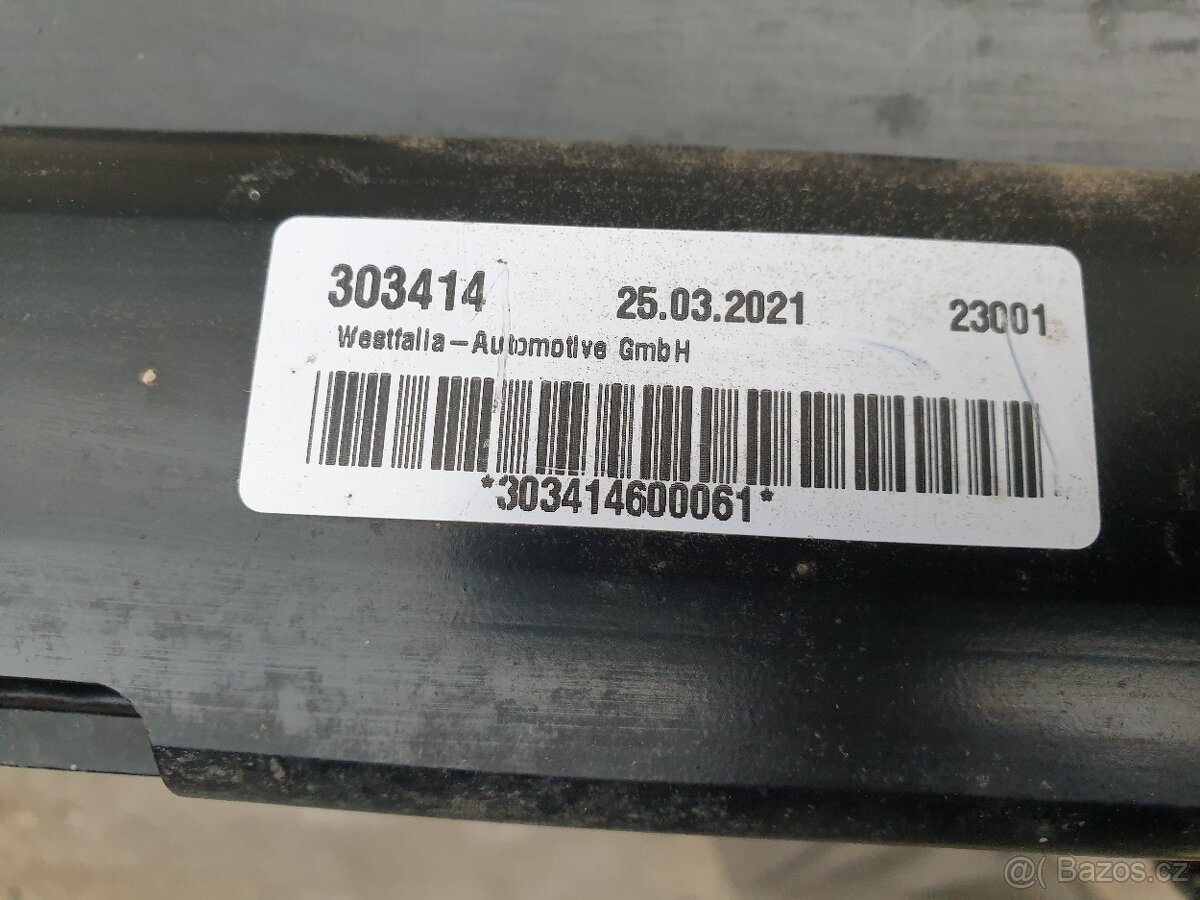 303414 25.03.2021 23001
Westfalia-Automotive GmbH
*303414600061*
@( Bazos.cz